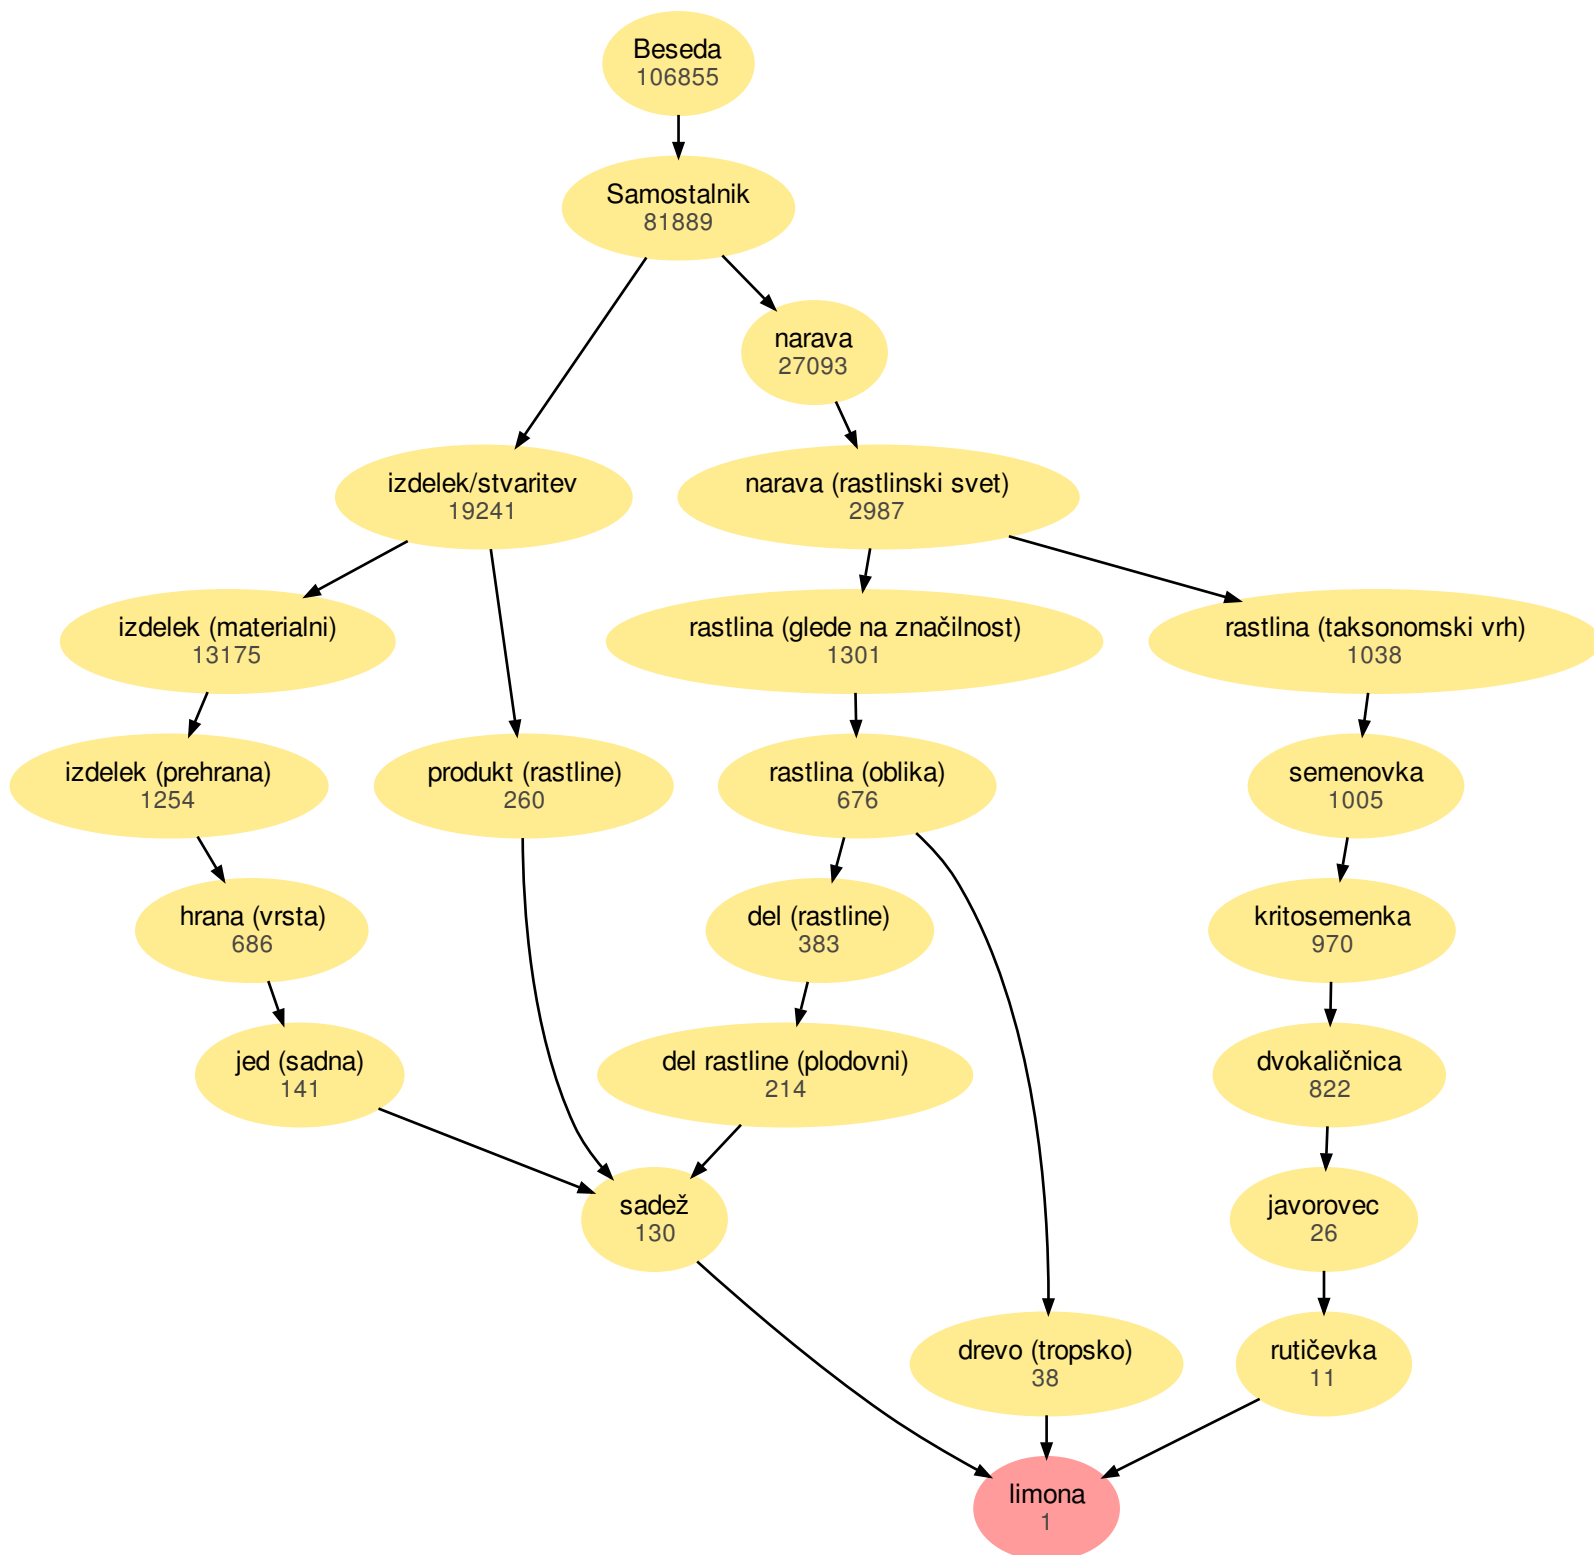 Beseda
106855
Samostalnik
81889
narava
27093
izdelek/stvaritev
19241
narava (rastlinski svet)
2987
izdelek (materialni)
13175
rastlina (glede na značilnost)
1301
rastlina (taksonomski vrh)
1038
izdelek (prehrana)
1254
produkt (rastline)
260
rastlina (oblika)
676
semenovka
1005
hrana (vrsta)
686
del (rastline)
383
kritosemenka
970
jed (sadna)
141
del rastline (plodovni)
214
dvokaličnica
822
sadež
130
javorovec
26
drevo (tropsko)
38
rutičevka
11
limona
1